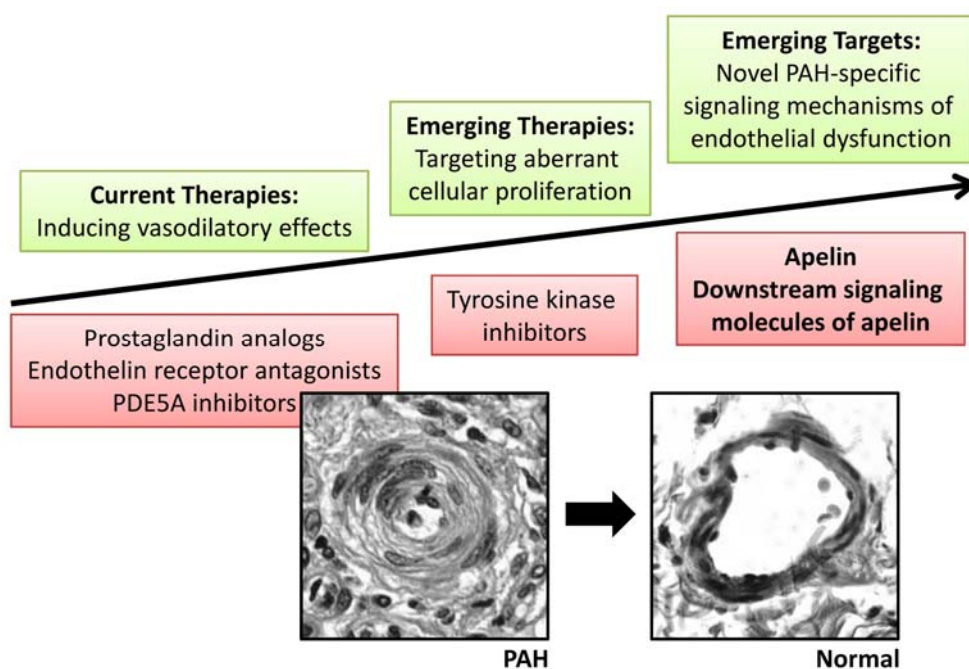 Emerging Targets:
Novel PAH-specific
signaling mechanisms of
endothelial dysfunction
Emerging Therapies:
Targeting aberrant
cellular proliferation
Current Therapies:
Inducing vasodilatory effects
Apelin
Downstream signaling
molecules of apelin
Tyrosine kinase
inhibitors
Prostaglandin analogs
Endothelin receptor antagonists
PDE5A inhibitors
PAH
Normal